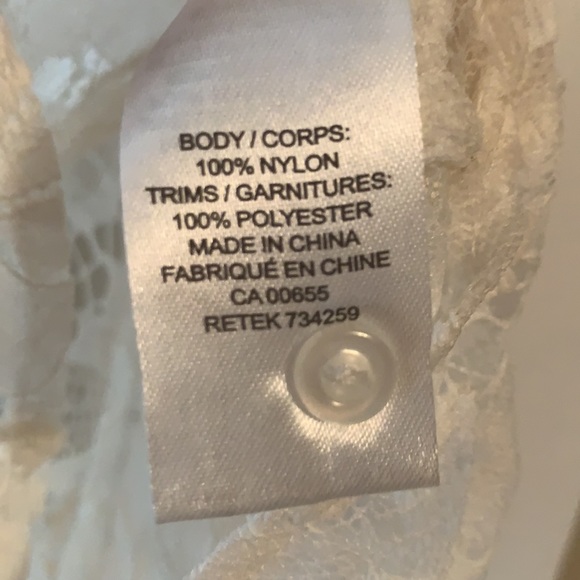 BODY / CORPS:
100% NYLON
TRIMS / GARNITURES:
100% POLYESTER
MADE IN CHINA
FABRIQUÉ EN CHINE
CA 00655
RETEK 734259